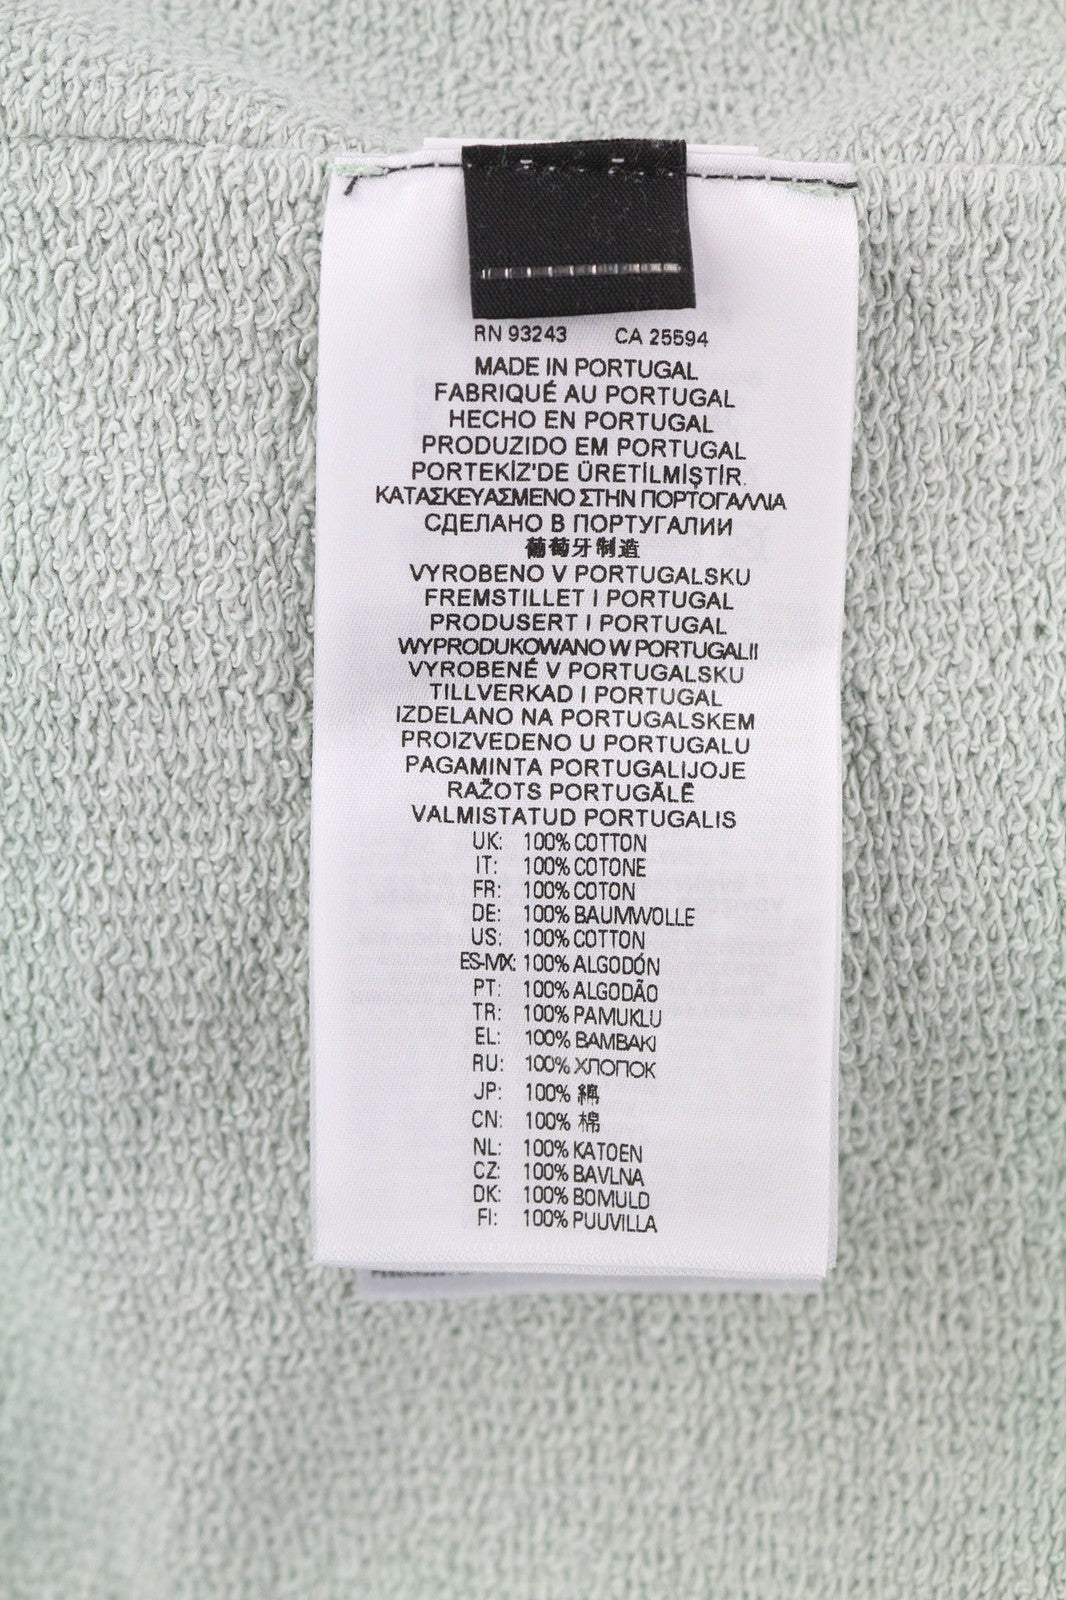 RN 93243 CA 25594
MADE IN PORTUGAL
FABRIQUÉ AU PORTUGAL
HECHO EN PORTUGAL
PRODUZIDO EM PORTUGAL
PORTEKİZ'DE ÜRETİLMİŞTİR.
ΚΑΤΑΣΚΕΥΑΣΜΕΝΟ ΣΤΗΝ ΠΟΡΤΟΓΑΛΛΙΑ
СДЕЛАНО В ПОРТУГАЛИИ
葡萄牙制造
VYROBENO V PORTUGALSKU
FREMSTILLET I PORTUGAL
PRODUSERT I PORTUGAL
WYPRODUKOWANO W PORTUGALII
VYROBENÉ V PORTUGALSKU
TILLVERKAD I PORTUGAL
IZDELANO NA PORTUGALSKEM
PROIZVEDENO U PORTUGALU
PAGAMINTA PORTUGALIJOJE
RAŽOTS PORTUGĀLĒ
VALMISTATUD PORTUGALIS
UK: 100% COTTON
IT: 100% COTONE
FR: 100% COTON
DE: 100% BAUMWOLLE
US: 100% COTTON
ES-MX: 100% ALGODÓN
PT: 100% ALGODÃO
TR: 100% PAMUKLU
EL: 100% ΒΑΜΒΑΚΙ
RU: 100% ХЛОПОК
JP: 100% 綿
CN: 100% 棉
NL: 100% KATOEN
CZ: 100% BAVLNA
DK: 100% BOMULD
FI: 100% PUUVILLA